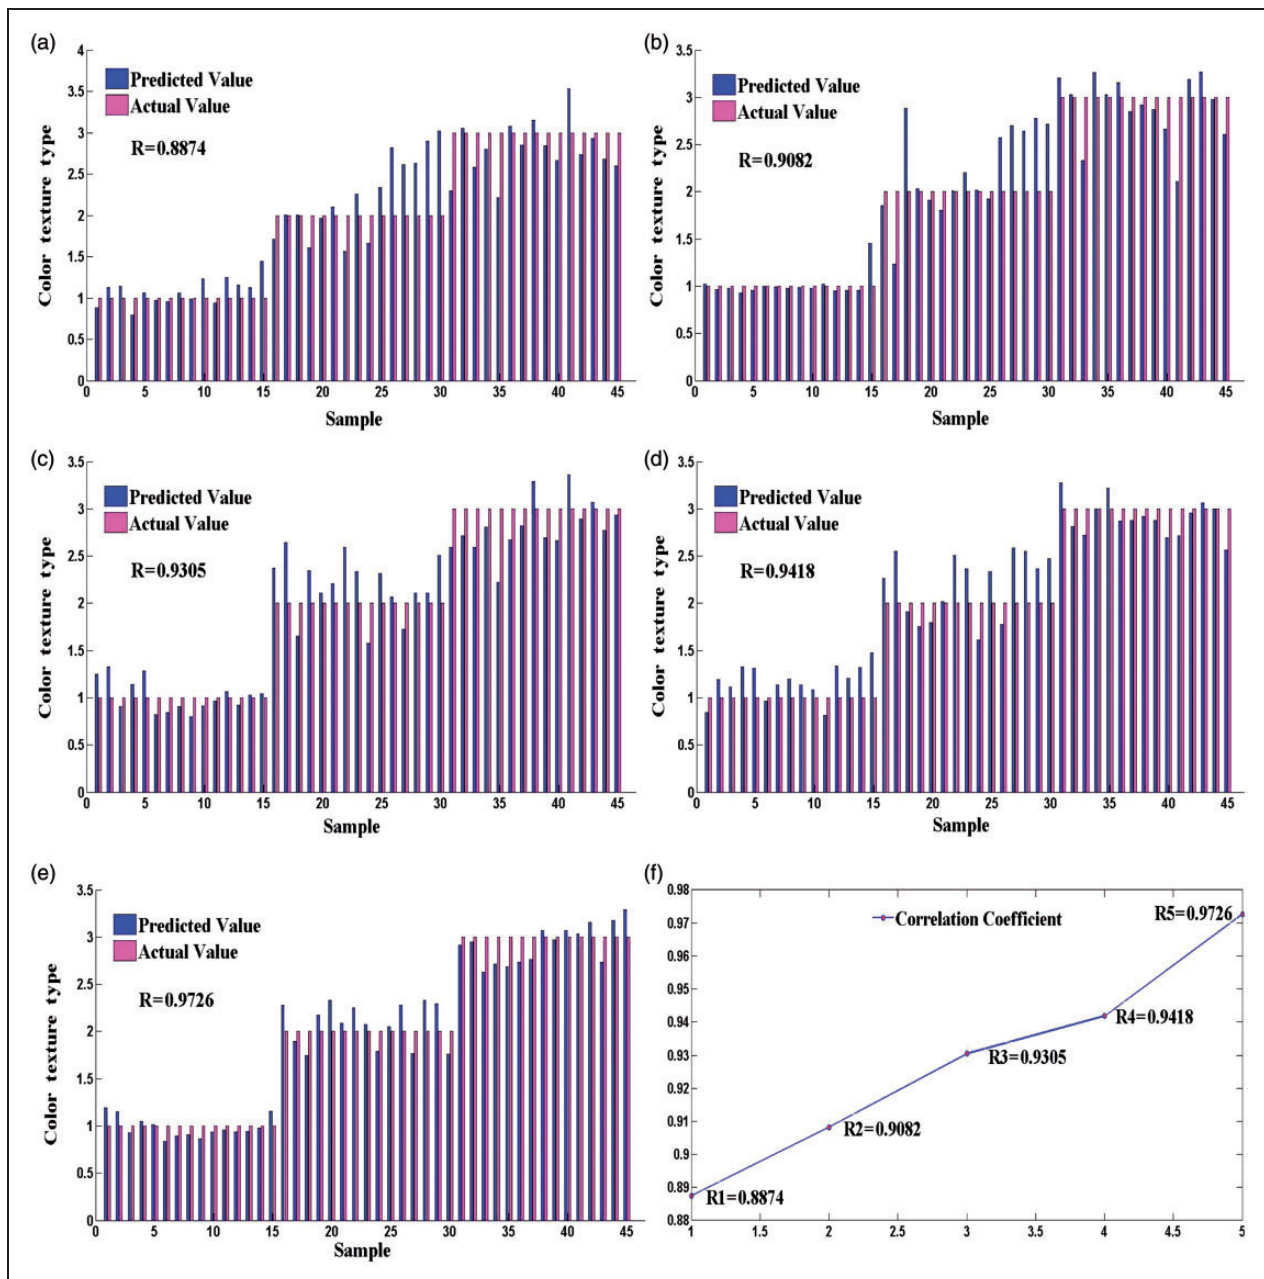 (a)
4
3.5
3
2.5
2
1.5
1
0.5
0
Color texture type
Predicted Value
Actual Value
R=0.8874
0 5 10 15 20 25 30 35 40 45
Sample
(b)
3.5
3
2.5
2
1.5
1
0.5
0
Color texture type
Predicted Value
Actual Value
R=0.9082
0 5 10 15 20 25 30 35 40 45
Sample
(c)
3.5
3
2.5
2
1.5
1
0.5
0
Color texture type
Predicted Value
Actual Value
R=0.9305
0 5 10 15 20 25 30 35 40 45
Sample
(d)
3.5
3
2.5
2
1.5
1
0.5
0
Color texture type
Predicted Value
Actual Value
R=0.9418
0 5 10 15 20 25 30 35 40 45
Sample
(e)
3.5
3
2.5
2
1.5
1
0.5
0
Color texture type
Predicted Value
Actual Value
R=0.9726
0 5 10 15 20 25 30 35 40 45
Sample
(f)
0.98
0.97
0.96
0.95
0.94
0.93
0.92
0.91
0.9
0.89
0.88
Correlation Coefficient
R5=0.9726
R4=0.9418
R3=0.9305
R2=0.9082
R1=0.8874
1 1.5 2 2.5 3 3.5 4 4.5 5